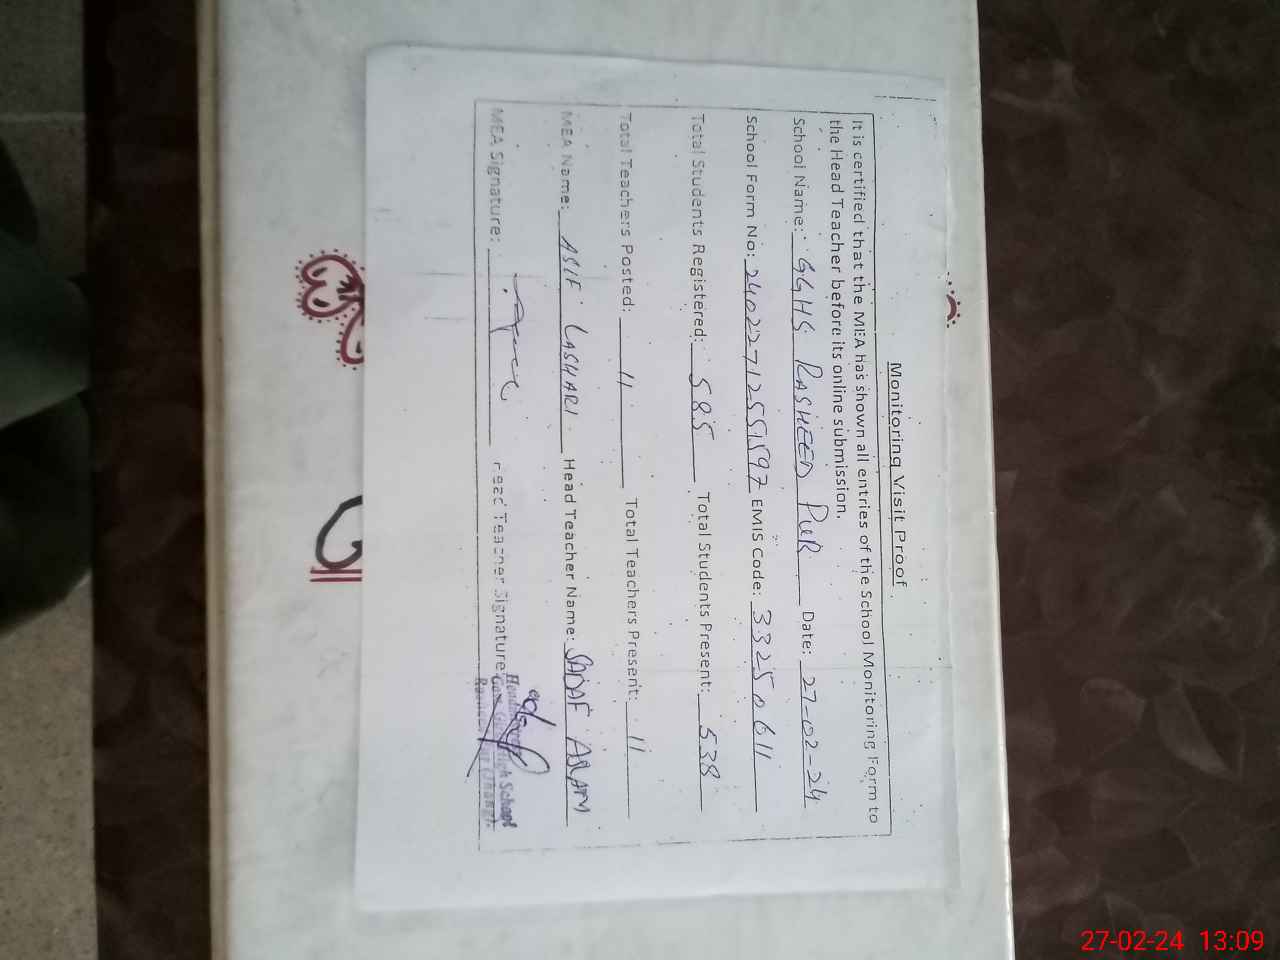 Monitoring Visit Proof
It is certified that the MEA has shown all entries of the School Monitoring Form to
the Head Teacher before its online submission.
School Name: GGHS RASHEED PUR Date: 27-02-24
School Form No: 24022712551597 EMIS Code: 33250611
Total Students Registered: 585 Total Students Present: 538
Total Teachers Posted: 11 Total Teachers Present: 11
MEA Name: ASIF LASHARI Head Teacher Name: SADAF ASLAM
MEA Signature: Head Teacher Signature
High School
27-02-24 13:09